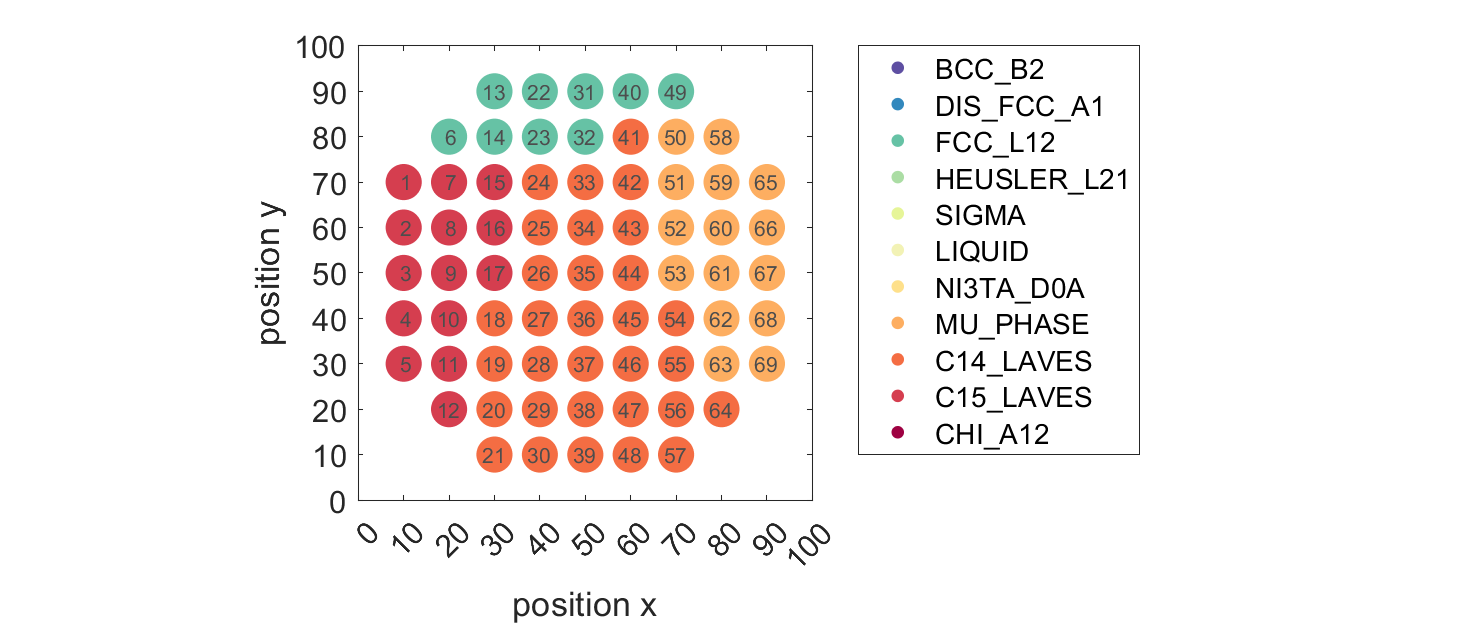 100
90
80
70
60
50
40
30
20
10
0
position y
13 22 31 40 49
6 14 23 32 41 50 58
1 7 15 24 33 42 51 59 65
2 8 16 25 34 43 52 60 66
3 9 17 26 35 44 53 61 67
4 10 18 27 36 45 54 62 68
5 11 19 28 37 46 55 63 69
12 20 29 38 47 56 64
21 30 39 48 57
0 10 20 30 40 50 60 70 80 90 100
position x
BCC_B2
DIS_FCC_A1
FCC_L12
HEUSLER_L21
SIGMA
LIQUID
NI3TA_D0A
MU_PHASE
C14_LAVES
C15_LAVES
CHI_A12